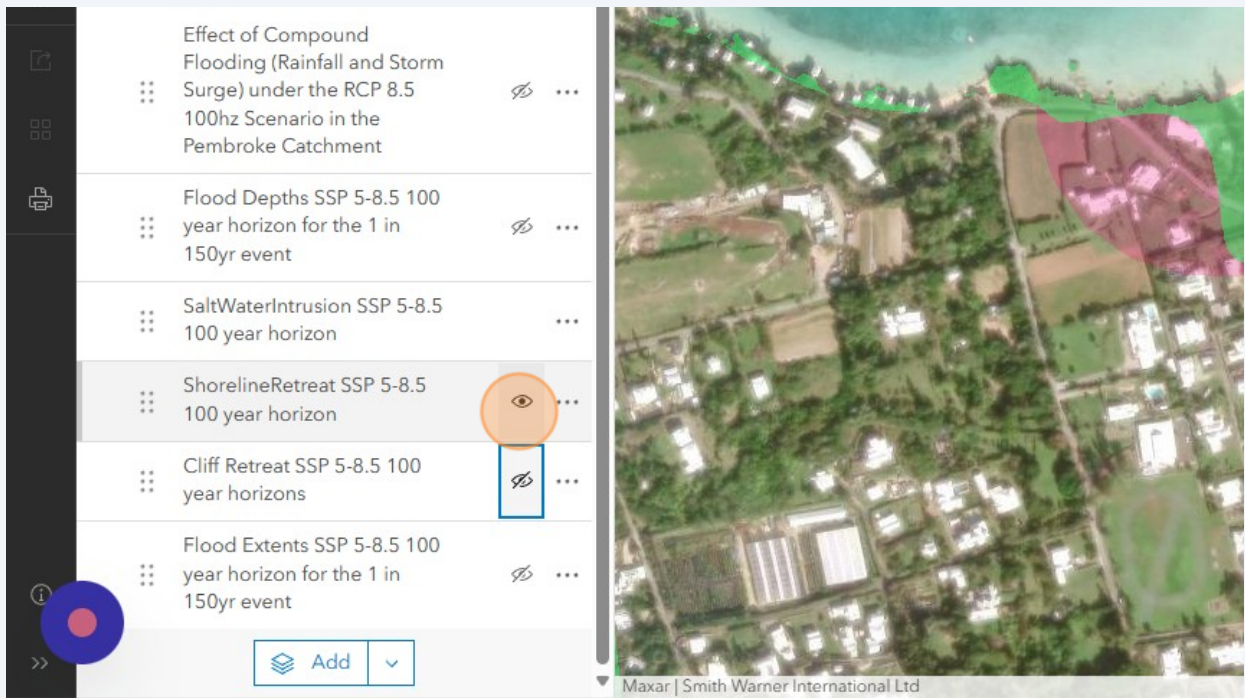 Effect of Compound
Flooding (Rainfall and Storm
Surge) under the RCP 8.5
100hz Scenario in the
Pembroke Catchment
Flood Depths SSP 5-8.5 100
year horizon for the 1 in
150yr event
SaltWaterIntrusion SSP 5-8.5
100 year horizon
ShorelineRetreat SSP 5-8.5
100 year horizon
Cliff Retreat SSP 5-8.5 100
year horizons
Flood Extents SSP 5-8.5 100
year horizon for the 1 in
150yr event
Add
Maxar | Smith Warner International Ltd